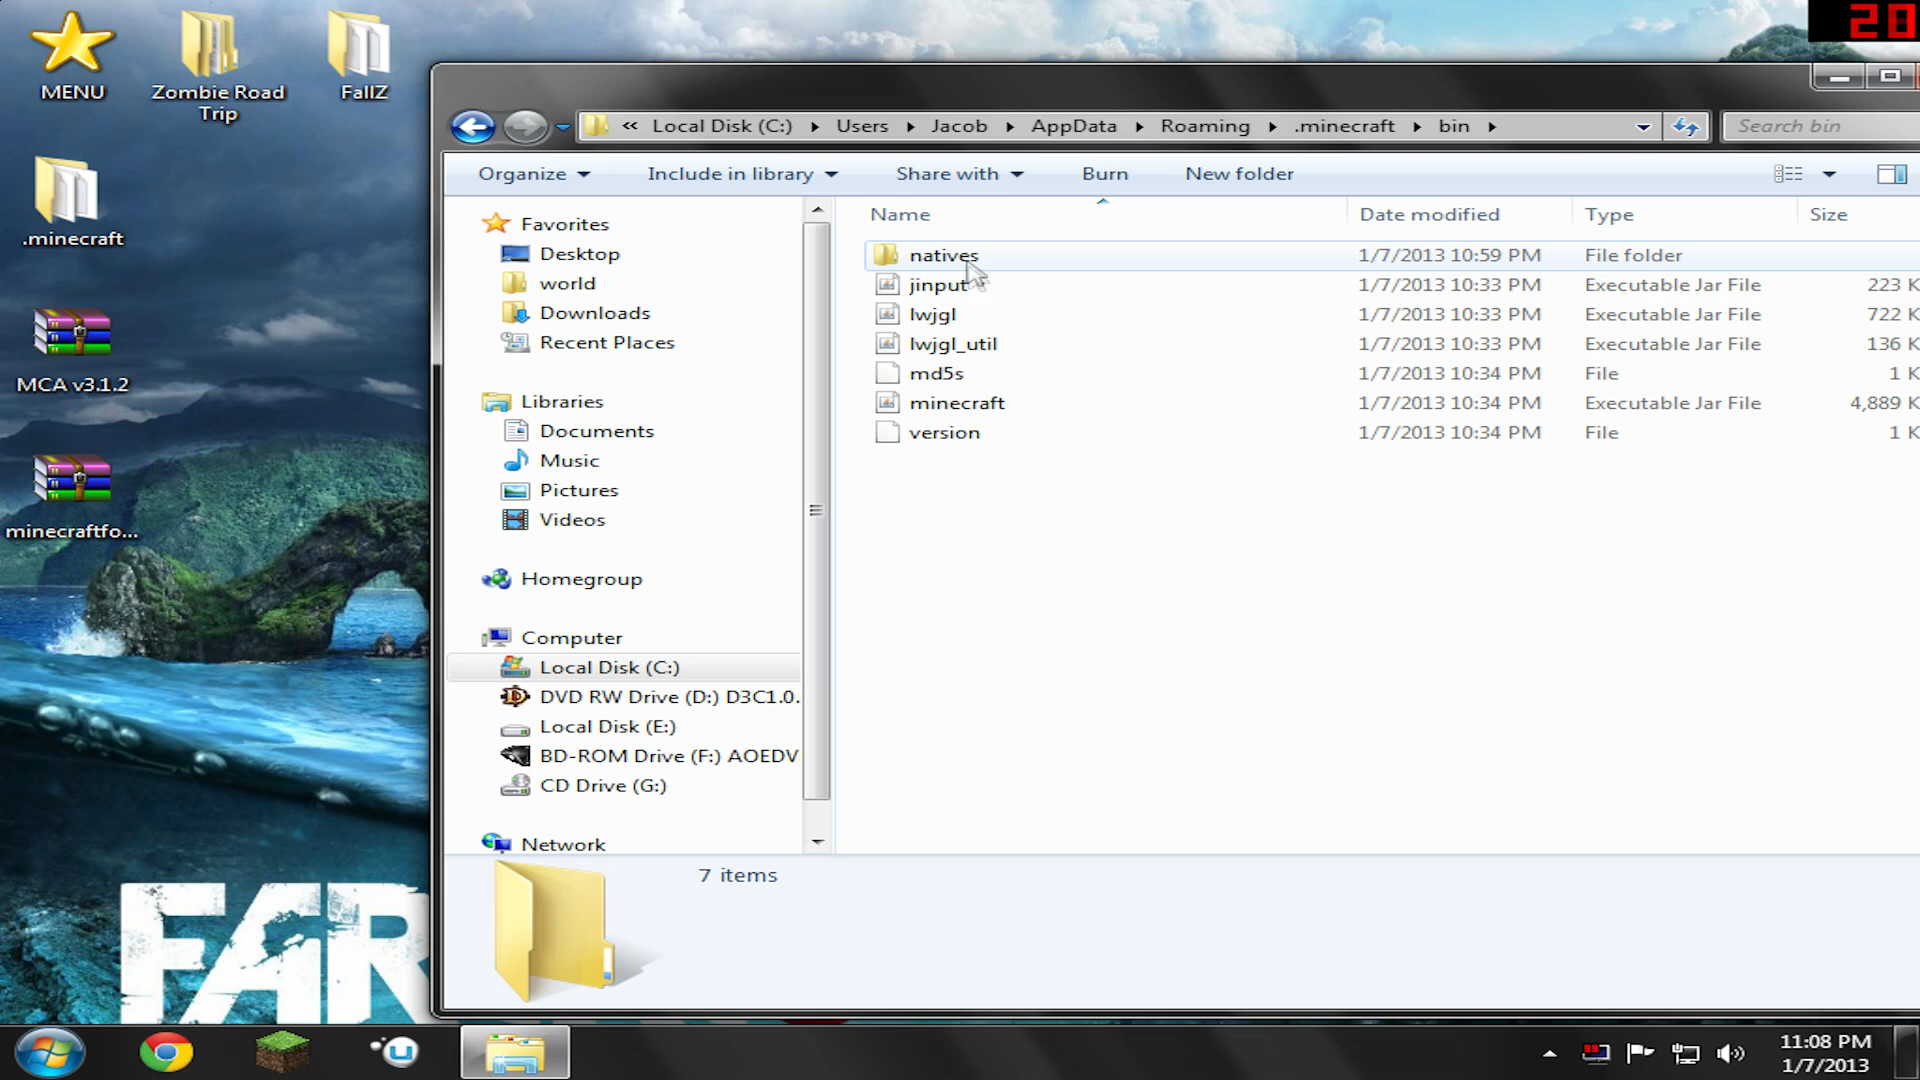 20
MENU
Zombie Road
Trip
FallZ
.minecraft
MCA v3.1.2
minecraftfo...
« Local Disk (C:) Users Jacob AppData Roaming .minecraft bin
Search bin
Organize Include in library Share with Burn New folder
Favorites
Desktop
world
Downloads
Recent Places
Libraries
Documents
Music
Pictures
Videos
Homegroup
Computer
Local Disk (C:)
DVD RW Drive (D:) D3C1.0.
Local Disk (E:)
BD-ROM Drive (F:) AOEDV
CD Drive (G:)
Network
Name Date modified Type Size
natives 1/7/2013 10:59 PM File folder
jinput 1/7/2013 10:33 PM Executable Jar File 223 K
lwjgl 1/7/2013 10:33 PM Executable Jar File 722 K
lwjgl_util 1/7/2013 10:33 PM Executable Jar File 136 K
md5s 1/7/2013 10:34 PM File 1 K
minecraft 1/7/2013 10:34 PM Executable Jar File 4,889 K
version 1/7/2013 10:34 PM File 1 K
7 items
FAR
99
11:08 PM
1/7/2013